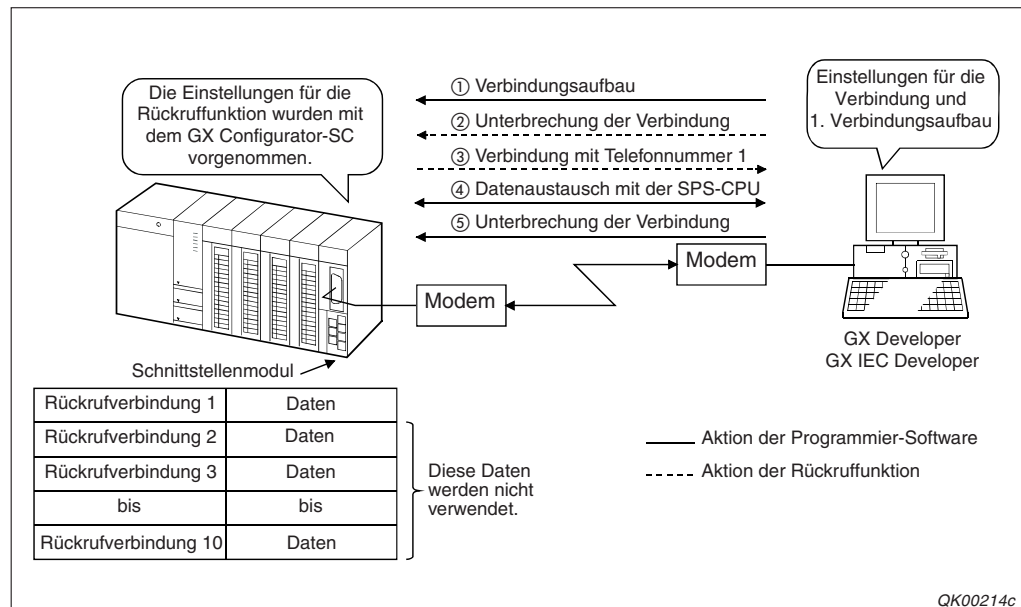 Die Einstellungen für die
Rückruffunktion wurden mit
dem GX Configurator-SC
vorgenommen.
① Verbindungsaufbau
② Unterbrechung der Verbindung
③ Verbindung mit Telefonnummer 1
④ Datenaustausch mit der SPS-CPU
⑤ Unterbrechung der Verbindung
Einstellungen für die
Verbindung und
1. Verbindungsaufbau
Modem
Modem
GX Developer
GX IEC Developer
Schnittstellenmodul
Rückrufverbindung 1 Daten
Rückrufverbindung 2 Daten
Rückrufverbindung 3 Daten
bis bis
Rückrufverbindung 10 Daten
Diese Daten
werden nicht
verwendet.
Aktion der Programmier-Software
Aktion der Rückruffunktion
QK00214c